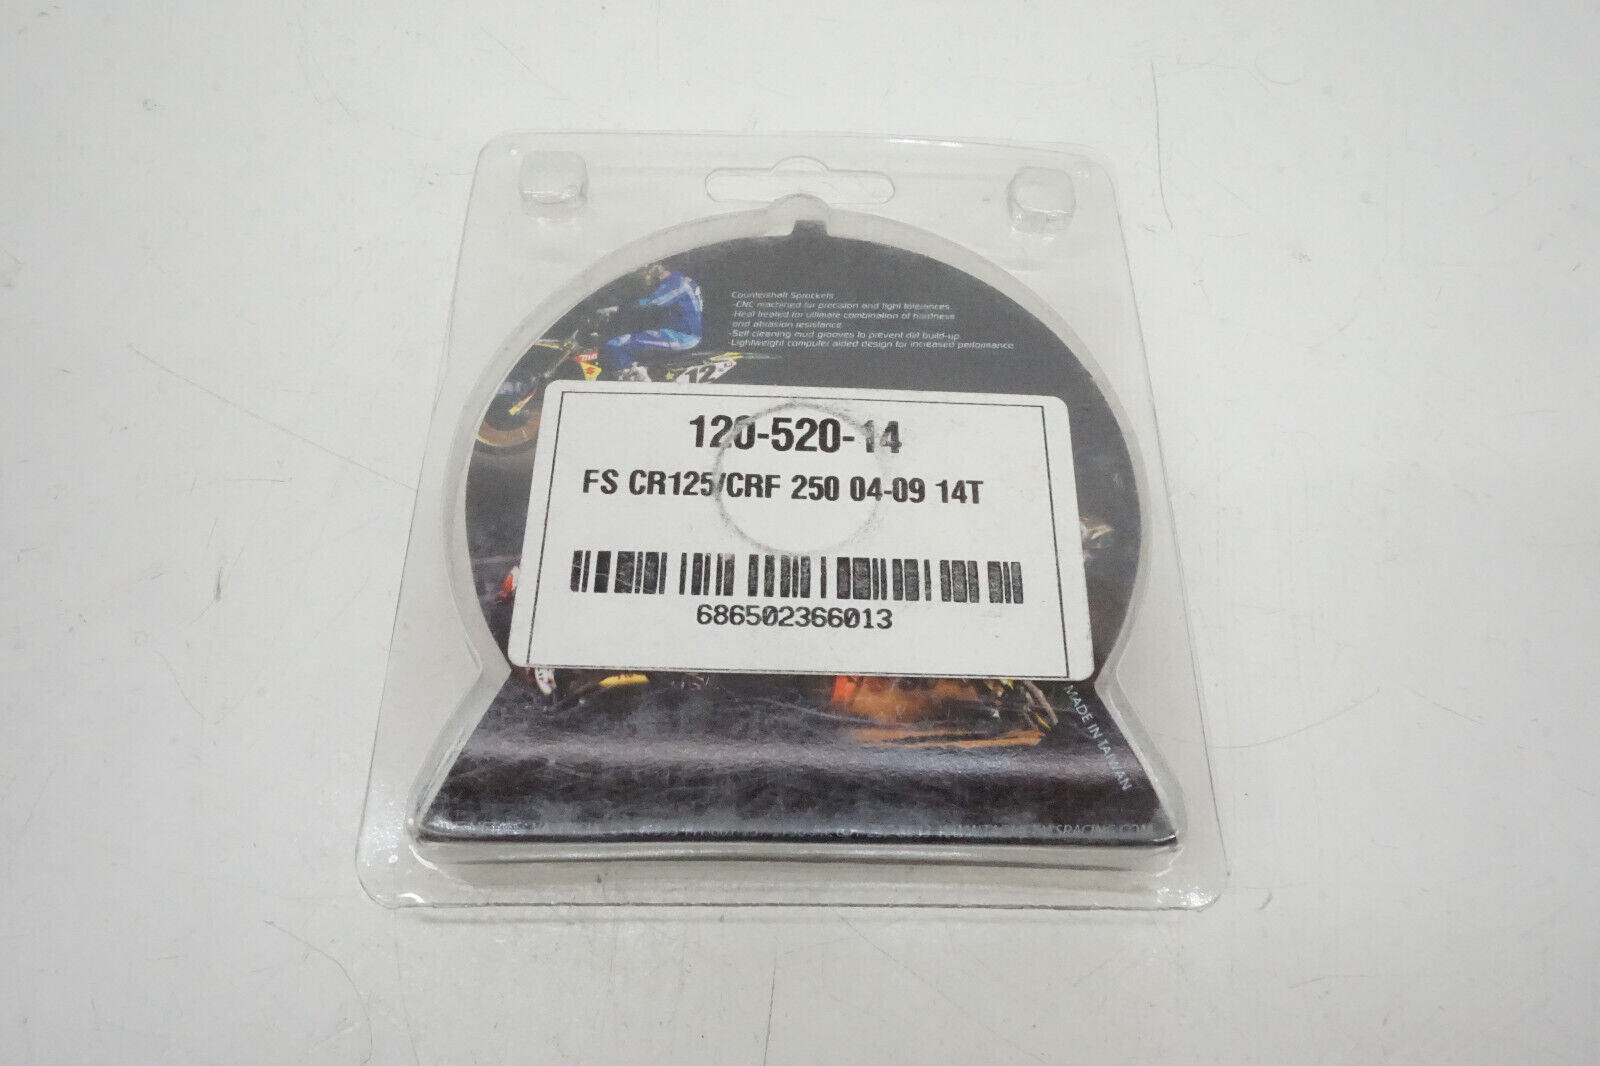 Countershaft Sprockets
-CNC machined for precision and tight tolerances.
-Heat treated for ultimate combination of hardness
and abrasion resistance.
-Self cleaning mud grooves to prevent dirt build-up.
-Lightweight computer aided design for increased performance.
12
120-520-14
FS CR125/CRF 250 04-09 14T
686502366013
MADE IN TAIWAN